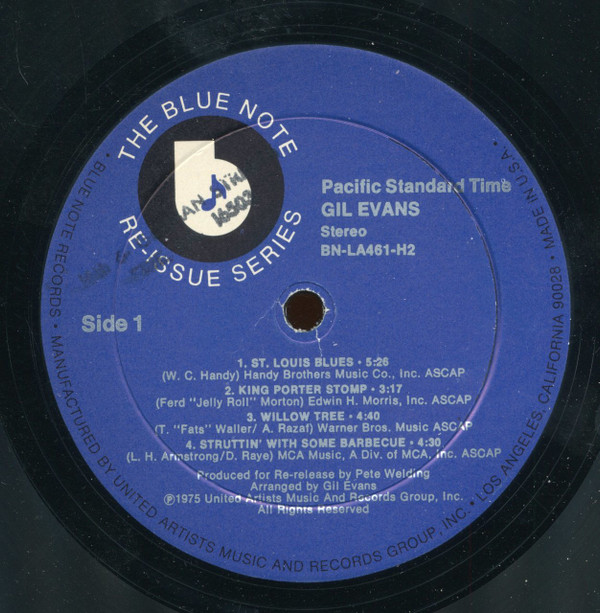 THE BLUE NOTE
RE-ISSUE SERIES
b
Pacific Standard Time
GIL EVANS
Stereo
BN-LA461-H2
Side 1
1. ST. LOUIS BLUES • 5:26
(W. C. Handy) Handy Brothers Music Co., Inc. ASCAP
2. KING PORTER STOMP • 3:17
(Ferd "Jelly Roll" Morton) Edwin H. Morris, Inc. ASCAP
3. WILLOW TREE • 4:40
(T. "Fats" Waller/ A. Razaf) Warner Bros. Music ASCAP
4. STRUTTIN' WITH SOME BARBECUE • 4:30
(L. H. Armstrong/D. Raye) MCA Music, A Div. of MCA, Inc. ASCAP
Produced for Re-release by Pete Welding
Arranged by Gil Evans
℗1975 United Artists Music And Records Group, Inc.
All Rights Reserved
• BLUE NOTE RECORDS • MANUFACTURED BY UNITED ARTISTS MUSIC AND RECORDS GROUP, INC. • LOS ANGELES, CALIFORNIA 90028 • MADE IN U.S.A. •